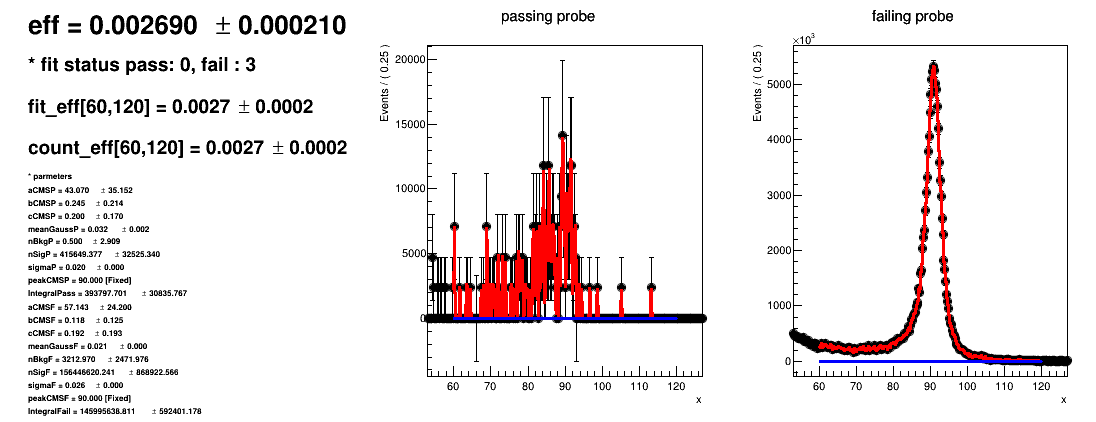 eff = 0.002690 ± 0.000210
* fit status pass: 0, fail : 3
fit_eff[60,120] = 0.0027 ± 0.0002
count_eff[60,120] = 0.0027 ± 0.0002
* parmeters
aCMSP = 43.070 ± 35.152
bCMSP = 0.245 ± 0.214
cCMSP = 0.200 ± 0.170
meanGaussP = 0.032 ± 0.002
nBkgP = 0.500 ± 2.909
nSigP = 415649.377 ± 32525.340
sigmaP = 0.020 ± 0.000
peakCMSP = 90.000 [Fixed]
IntegralPass = 393797.701 ± 30835.767
aCMSF = 57.143 ± 24.200
bCMSF = 0.118 ± 0.125
cCMSF = 0.192 ± 0.193
meanGaussF = 0.021 ± 0.000
nBkgF = 3212.970 ± 2471.976
nSigF = 156446620.241 ± 868922.566
sigmaF = 0.026 ± 0.000
peakCMSF = 90.000 [Fixed]
IntegralFail = 145995638.811 ± 592401.178
passing probe
Events / ( 0.25 )
20000
15000
10000
5000
0
60 70 80 90 100 110 120
x
failing probe
×10³
Events / ( 0.25 )
5000
4000
3000
2000
1000
0
60 70 80 90 100 110 120
x